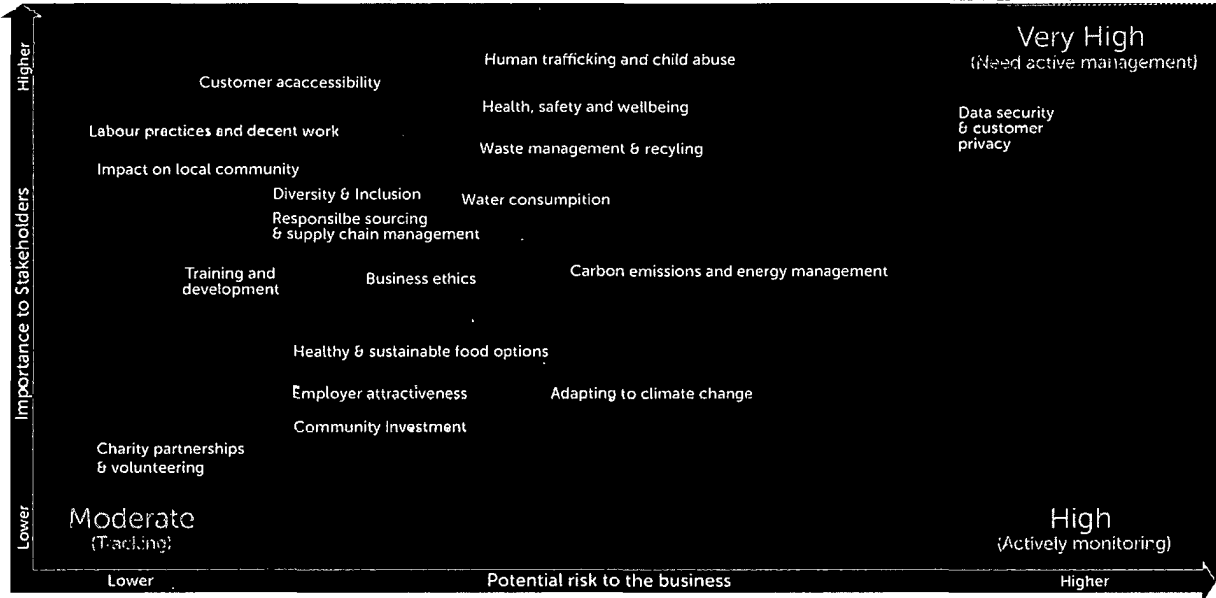 Very High
(Need active management)
Higher
Human trafficking and child abuse
Customer acaccessibility
Health, safety and wellbeing
Data security
& customer
privacy
Labour practices and decent work
Waste management & recyling
Impact on local community
Diversity & Inclusion
Water consumpition
Responsilbe sourcing
& supply chain management
Importance to Stakeholders
Training and
development
Business ethics
Carbon emissions and energy management
Healthy & sustainable food options
Employer attractiveness
Adapting to climate change
Community Investment
Charity partnerships
& volunteering
Lower
Moderate
(Tracking)
High
(Actively monitoring)
Lower
Potential risk to the business
Higher